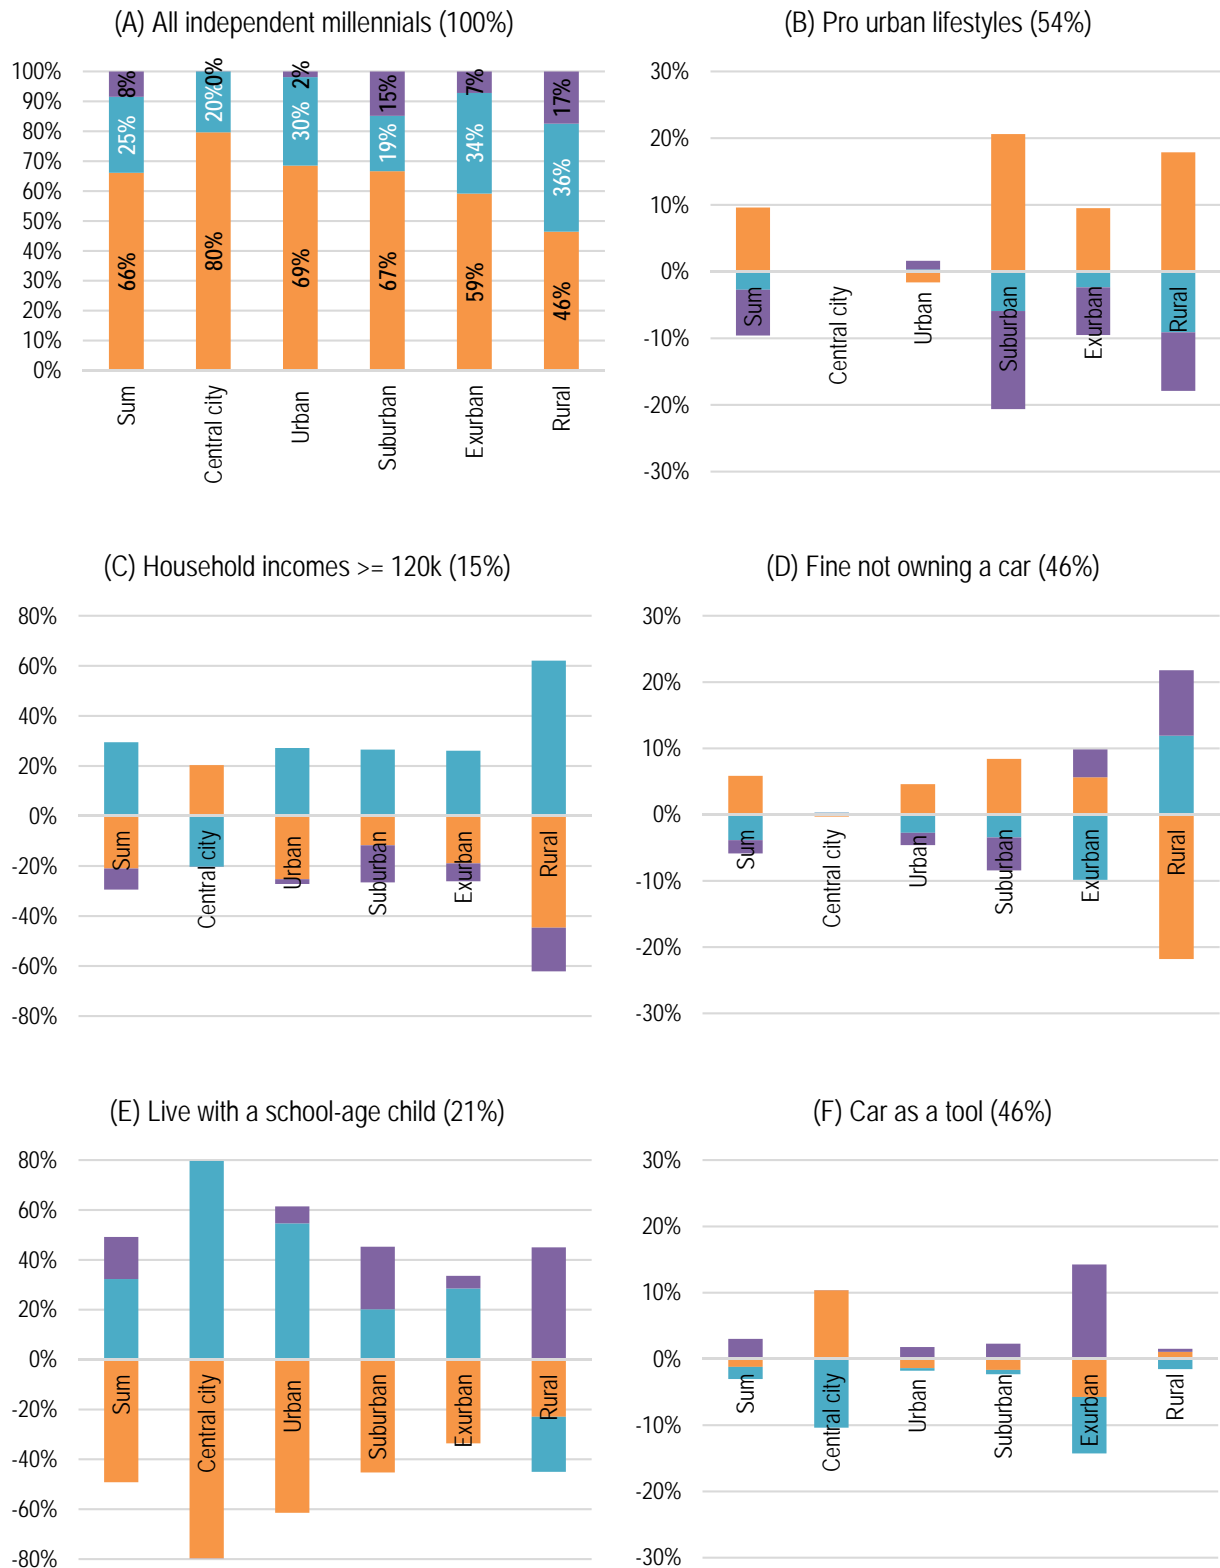 (A) All independent millennials (100%)
100%
90%
80%
70%
60%
50%
40%
30%
20%
10%
0%
8%
25%
66%
0%
20%
80%
2%
30%
69%
15%
19%
67%
7%
34%
59%
17%
36%
46%
Sum
Central city
Urban
Suburban
Exurban
Rural
(B) Pro urban lifestyles (54%)
30%
20%
10%
0%
-10%
-20%
-30%
Sum
Central city
Urban
Suburban
Exurban
Rural
(C) Household incomes >= 120k (15%)
80%
60%
40%
20%
0%
-20%
-40%
-60%
-80%
Sum
Central city
Urban
Suburban
Exurban
Rural
(D) Fine not owning a car (46%)
30%
20%
10%
0%
-10%
-20%
-30%
Sum
Central city
Urban
Suburban
Exurban
Rural
(E) Live with a school-age child (21%)
80%
60%
40%
20%
0%
-20%
-40%
-60%
-80%
Sum
Central city
Urban
Suburban
Exurban
Rural
(F) Car as a tool (46%)
30%
20%
10%
0%
-10%
-20%
-30%
Sum
Central city
Urban
Suburban
Exurban
Rural